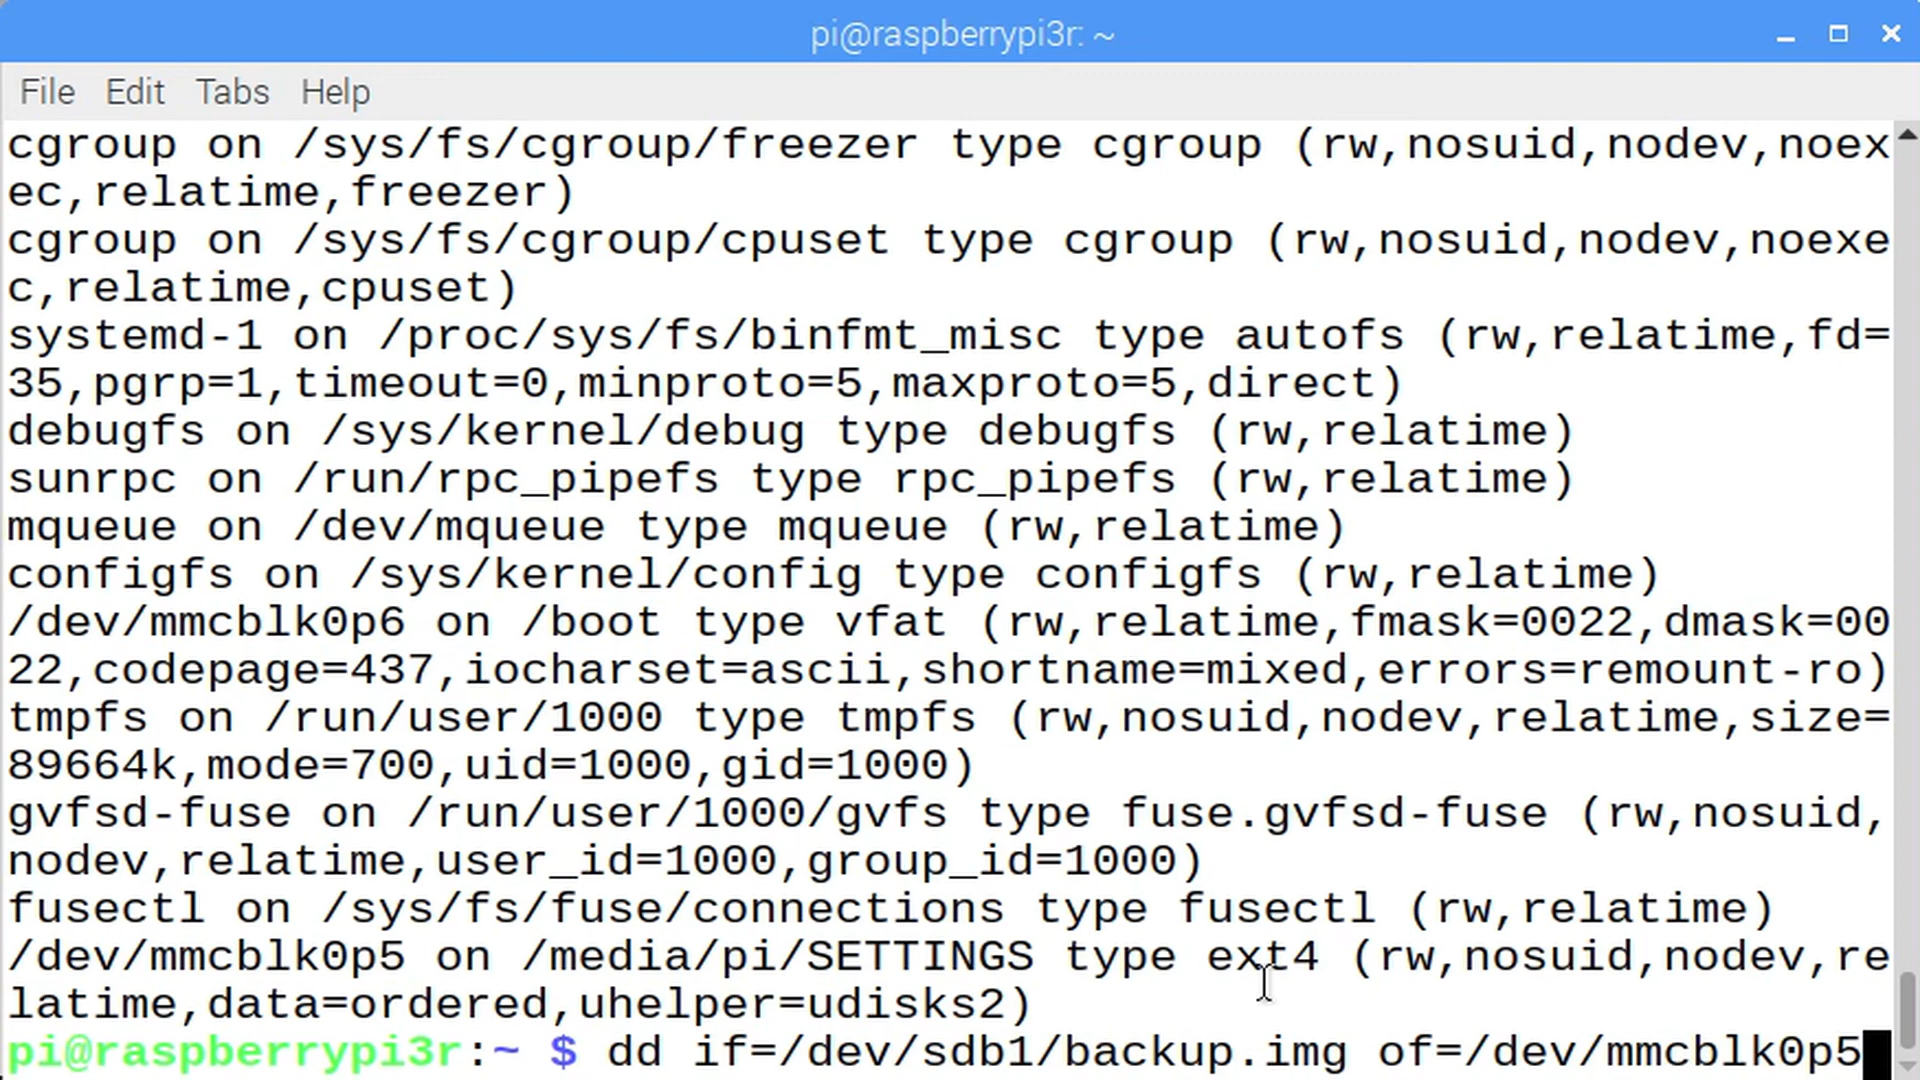 pi@raspberrypi3r: ~
File Edit Tabs Help
cgroup on /sys/fs/cgroup/freezer type cgroup (rw,nosuid,nodev,noex
ec,relatime,freezer)
cgroup on /sys/fs/cgroup/cpuset type cgroup (rw,nosuid,nodev,noexe
c,relatime,cpuset)
systemd-1 on /proc/sys/fs/binfmt_misc type autofs (rw,relatime,fd=
35,pgrp=1,timeout=0,minproto=5,maxproto=5,direct)
debugfs on /sys/kernel/debug type debugfs (rw,relatime)
sunrpc on /run/rpc_pipefs type rpc_pipefs (rw,relatime)
mqueue on /dev/mqueue type mqueue (rw,relatime)
configfs on /sys/kernel/config type configfs (rw,relatime)
/dev/mmcblk0p6 on /boot type vfat (rw,relatime,fmask=0022,dmask=00
22,codepage=437,iocharset=ascii,shortname=mixed,errors=remount-ro)
tmpfs on /run/user/1000 type tmpfs (rw,nosuid,nodev,relatime,size=
89664k,mode=700,uid=1000,gid=1000)
gvfsd-fuse on /run/user/1000/gvfs type fuse.gvfsd-fuse (rw,nosuid,
nodev,relatime,user_id=1000,group_id=1000)
fusectl on /sys/fs/fuse/connections type fusectl (rw,relatime)
/dev/mmcblk0p5 on /media/pi/SETTINGS type ext4 (rw,nosuid,nodev,re
latime,data=ordered,uhelper=udisks2)
pi@raspberrypi3r:~ $ dd if=/dev/sdb1/backup.img of=/dev/mmcblk0p5